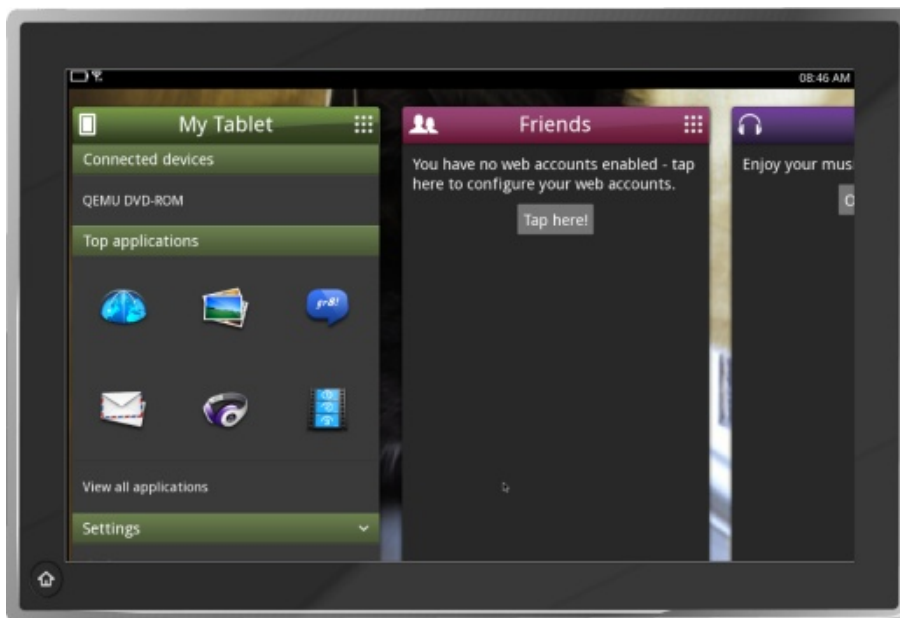 08:46 AM
My Tablet
Connected devices
QEMU DVD-ROM
Top applications
gr8!
View all applications
Settings
Friends
You have no web accounts enabled - tap
here to configure your web accounts.
Tap here!
Enjoy your mus